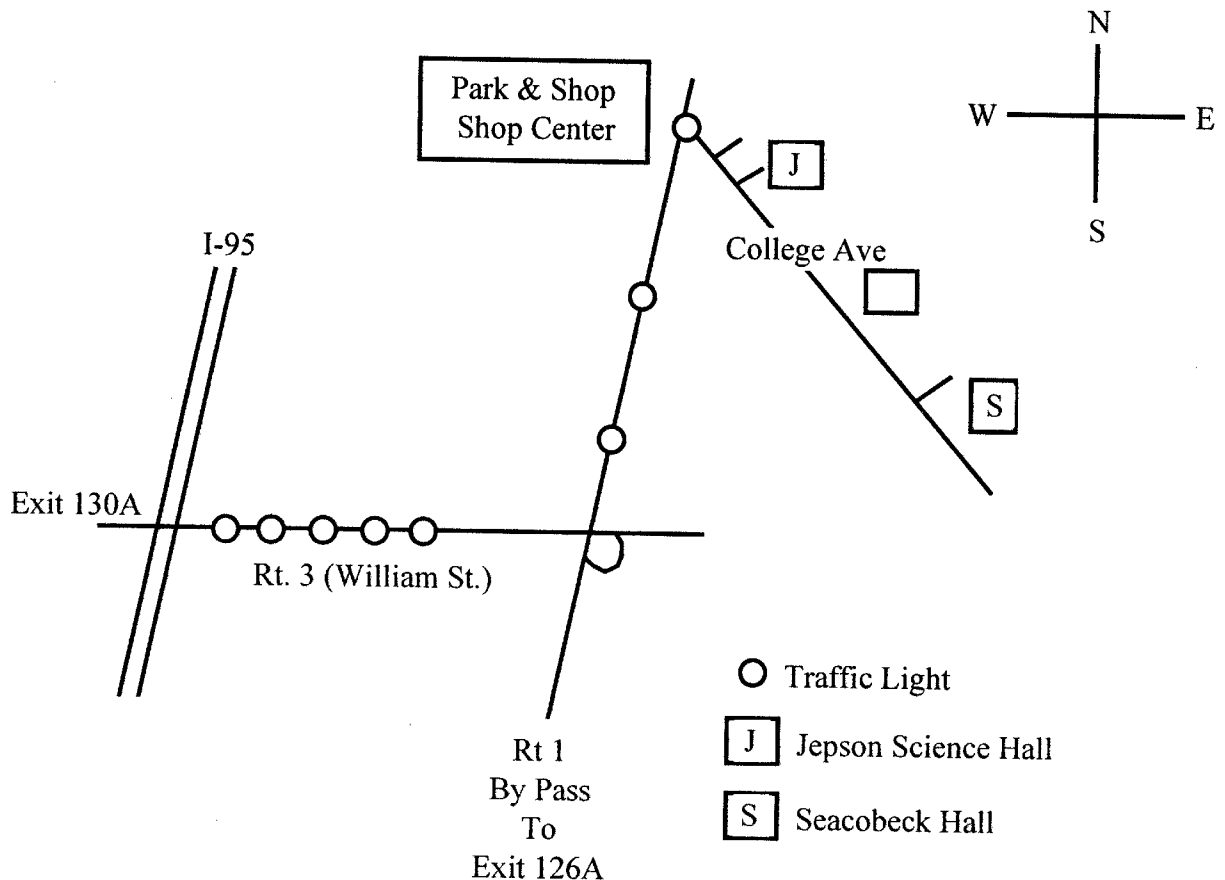 N
Park & Shop
Shop Center
W
E
J
S
I-95
College Ave
S
Exit 130A
Rt. 3 (William St.)
Traffic Light
Rt 1
By Pass
To
Exit 126A
J Jepson Science Hall
S Seacobeck Hall